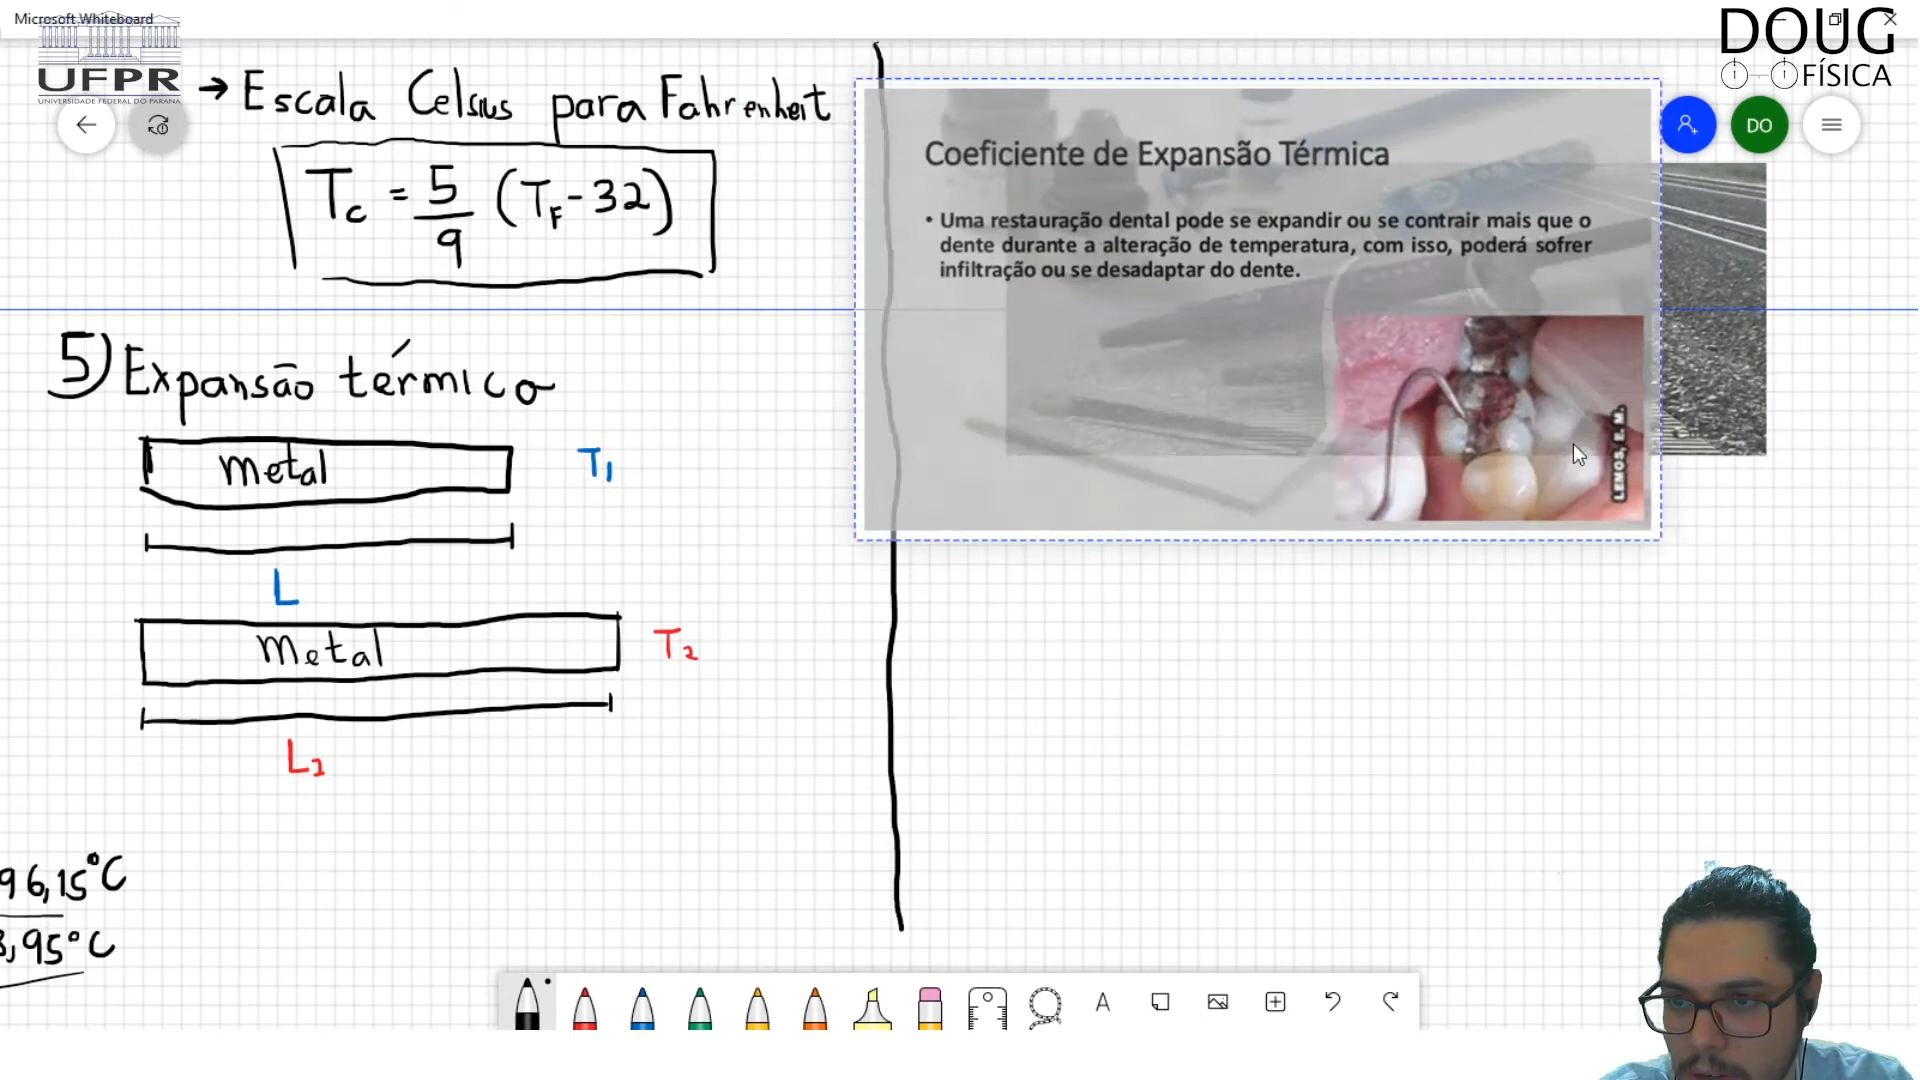 Microsoft Whiteboard
UFPR
UNIVERSIDADE FEDERAL DO PARANÁ
DOUG
FÍSICA
DO
→ Escala Celsius para Fahrenheit
Tc = 5/9 (TF - 32)
5) Expansão térmica
metal
T1
L
metal
T2
L2
96,15°C
3,95°C
Coeficiente de Expansão Térmica
• Uma restauração dental pode se expandir ou se contrair mais que o
dente durante a alteração de temperatura, com isso, poderá sofrer
infiltração ou se desadaptar do dente.
LEMOS, E. M.
A